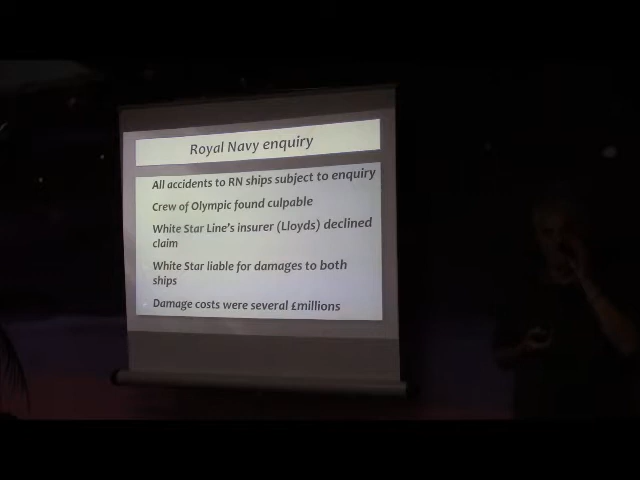 Royal Navy enquiry
All accidents to RN ships subject to enquiry
Crew of Olympic found culpable
White Star Line's insurer (Lloyds) declined
claim
White Star liable for damages to both
ships
Damage costs were several £millions